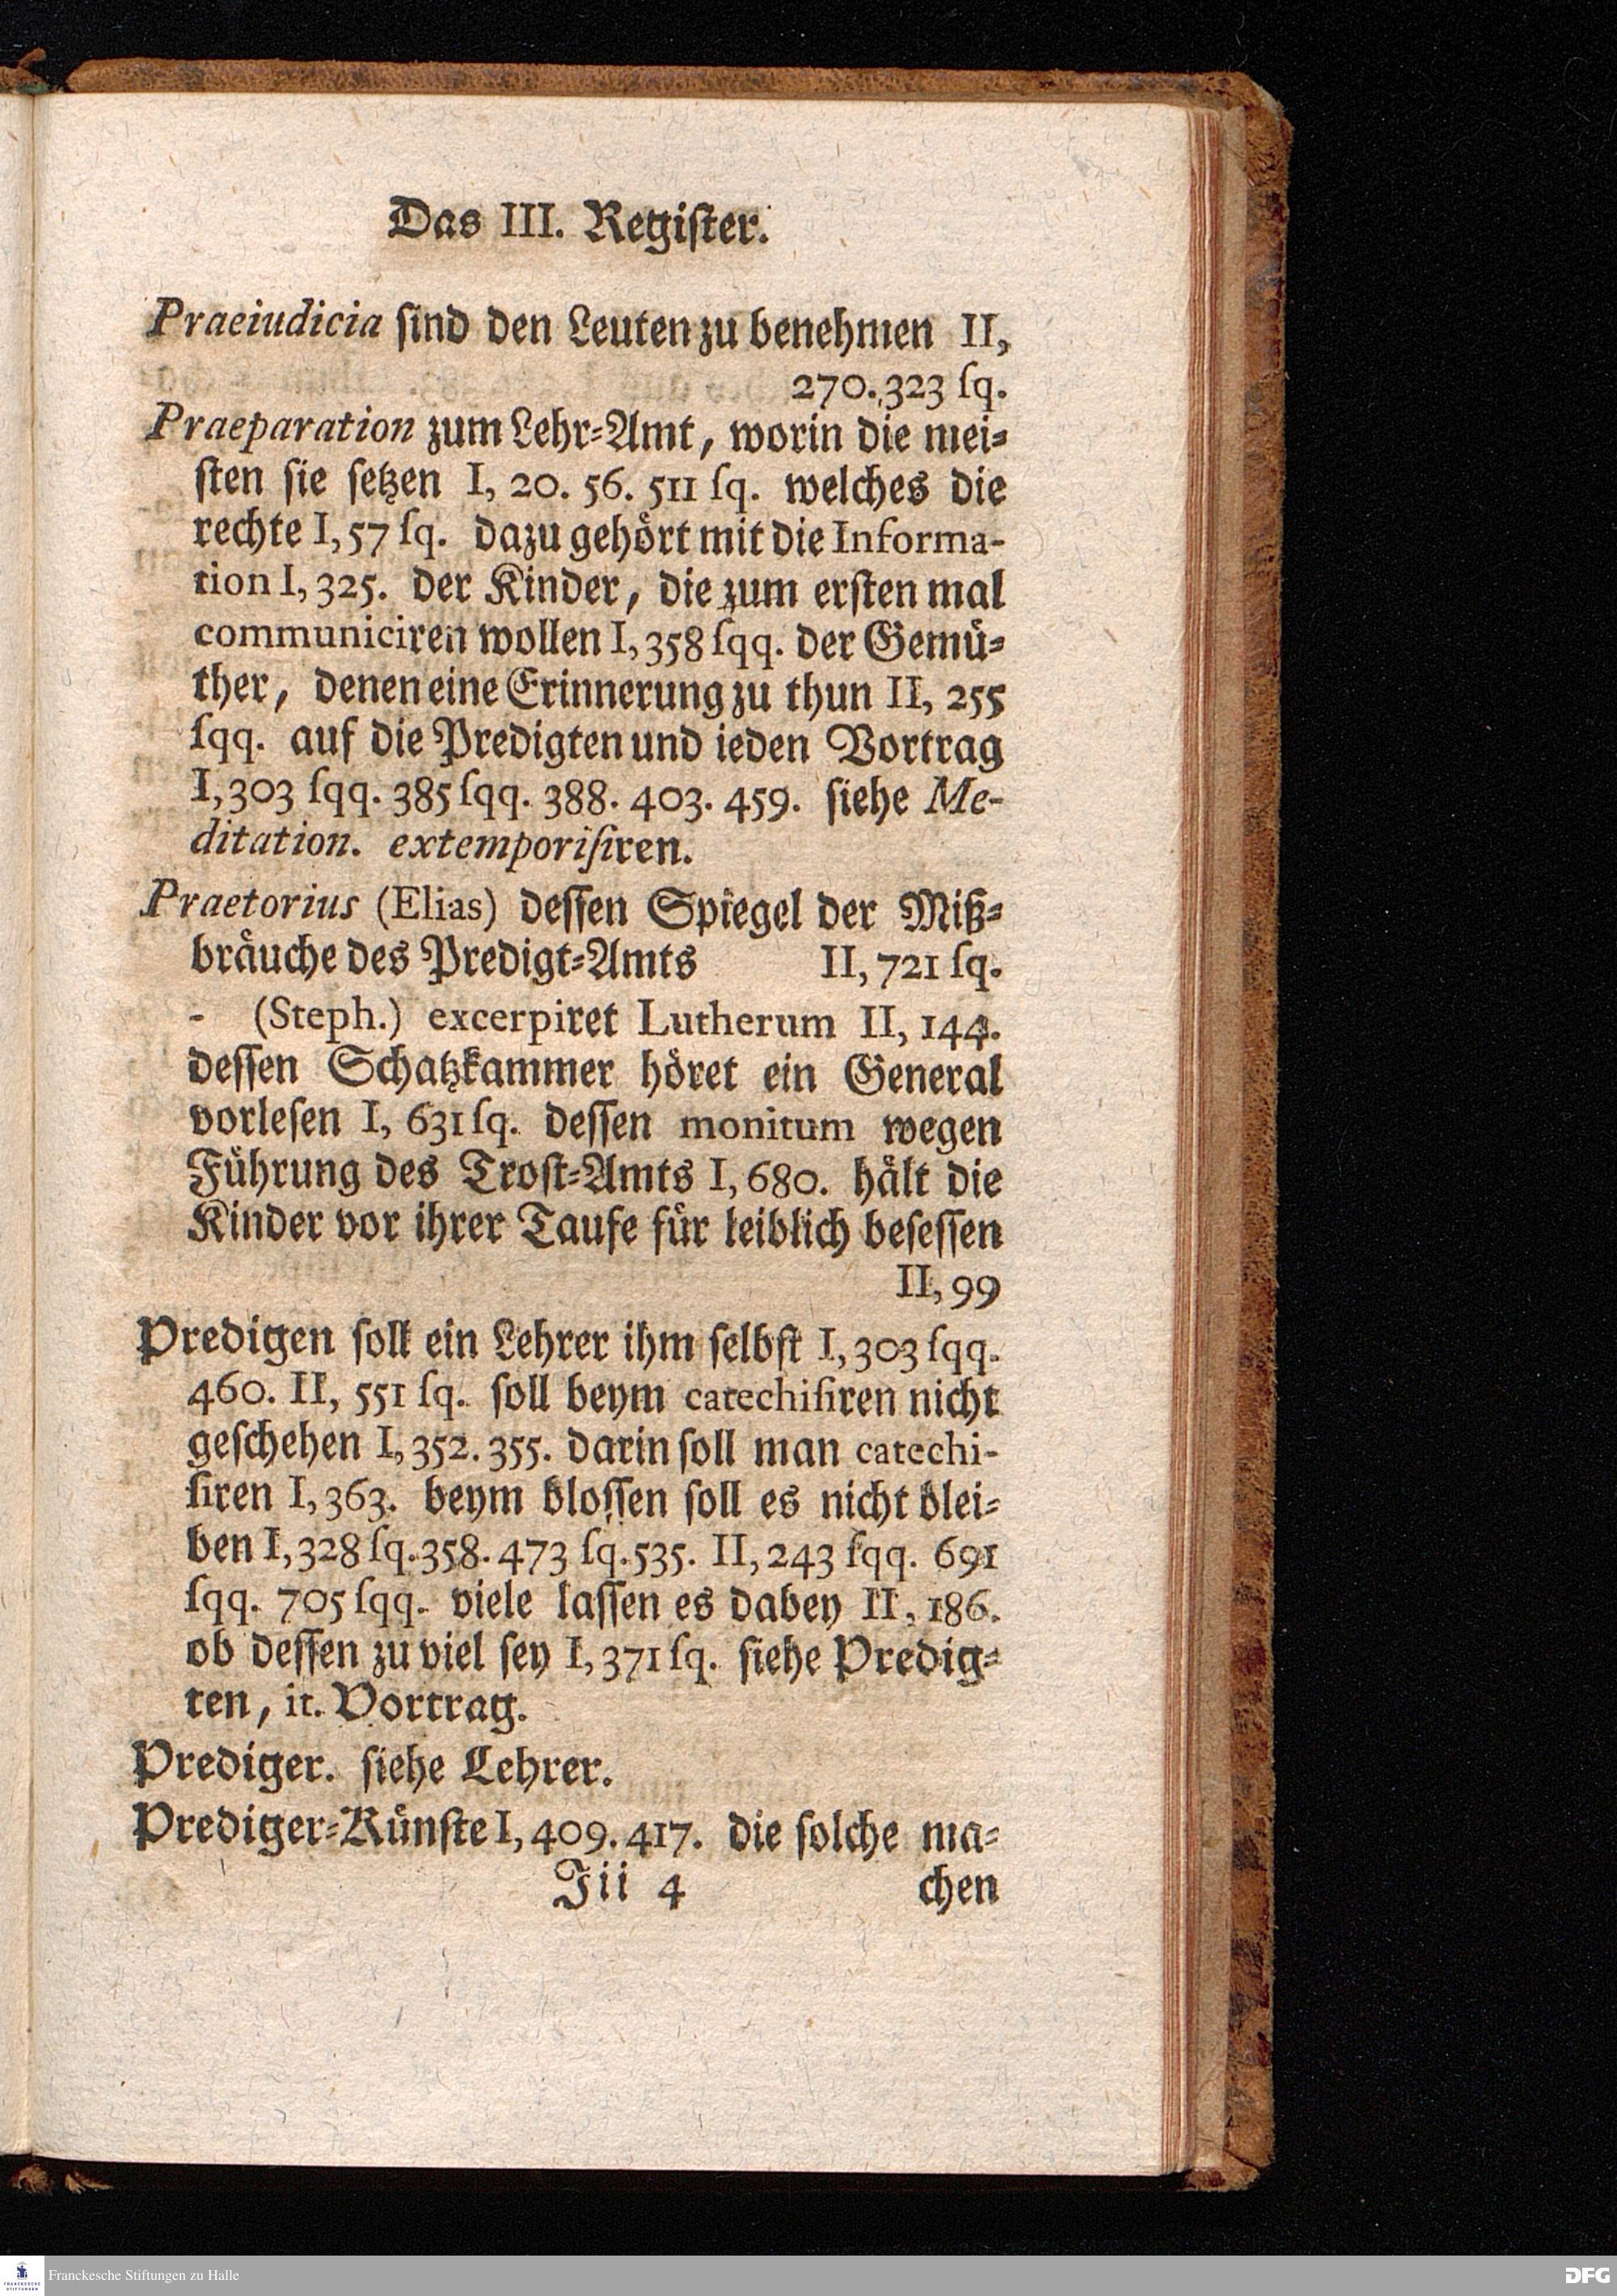 Das III. Regiſter.
Praeiudicia ſind den Leuten zu benehmen II,
270. 323 ſq.
Praeparation zum Lehr-Amt, worin die mei-
ſten ſie ſetzen I, 20. 56. 511 ſq. welches die
rechte I, 57 ſq. dazu gehört mit die Informa-
tion I, 325. der Kinder, die zum erſten mal
communiciren wollen I, 358 ſqq. der Gemü-
ther, denen eine Erinnerung zu thun II, 255
ſqq. auf die Predigten und ieden Vortrag
I, 303 ſqq. 385 ſqq. 388. 403. 459. ſiehe Me-
ditation. extemporiſiren.
Praetorius (Elias) deſſen Spiegel der Miß-
bräuche des Predigt-Amts II, 721 ſq.
- (Steph.) excerpiret Lutherum II, 144.
deſſen Schatzkammer höret ein General
vorleſen I, 631 ſq. deſſen monitum wegen
Führung des Troſt-Amts I, 680. hält die
Kinder vor ihrer Taufe für leiblich beſeſſen
II, 99
Predigen ſoll ein Lehrer ihm ſelbſt I, 303 ſqq.
460. II, 551 ſq. ſoll beym catechiſiren nicht
geſchehen I, 352. 355. darin ſoll man catechi-
ſiren I, 363. beym bloſſen ſoll es nicht blei-
ben I, 328 ſq. 358. 473 ſq. 535. II, 243 ſqq. 691
ſqq. 705 ſqq. viele laſſen es dabey II, 186.
ob deſſen zu viel ſey I, 371 ſq. ſiehe Predig-
ten, it. Vortrag.
Prediger. ſiehe Lehrer.
Prediger-Künſte I, 409. 417. die ſolche ma-
Jii 4 chen
FRANCKESCHE
STIFTUNGEN
Franckesche Stiftungen zu Halle
DFG